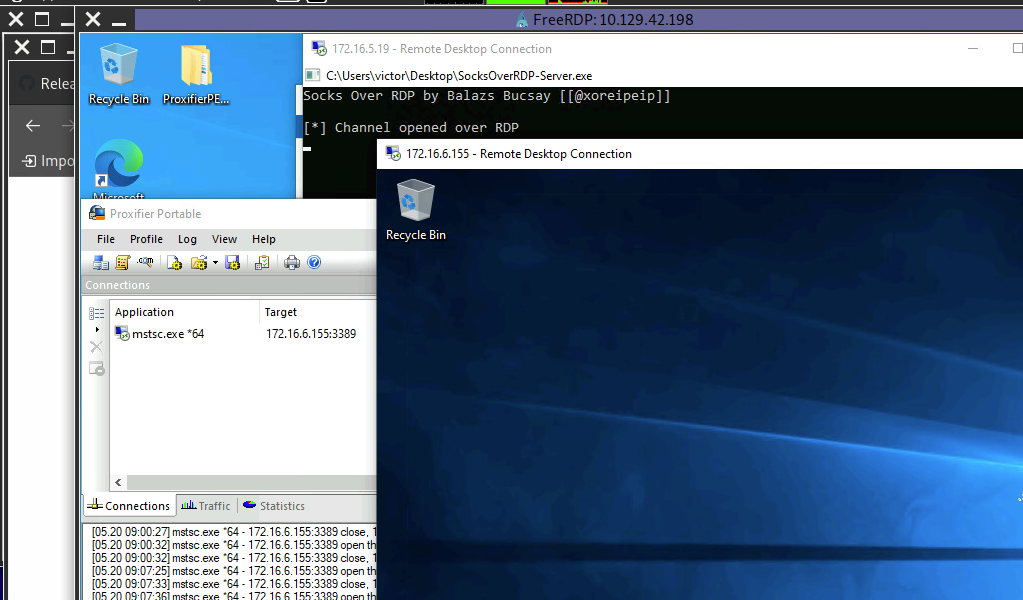 FreeRDP: 10.129.42.198
Relea
Impo
Recycle Bin
ProxifierPE...
Microsoft
172.16.5.19 - Remote Desktop Connection
C:\Users\victor\Desktop\SocksOverRDP-Server.exe
Socks Over RDP by Balazs Bucsay [[@xoreipeip]]
[*] Channel opened over RDP
172.16.6.155 - Remote Desktop Connection
Recycle Bin
Proxifier Portable
File Profile Log View Help
Connections
Application Target
mstsc.exe *64 172.16.6.155:3389
Connections Traffic Statistics
[05.20 09:00:27] mstsc.exe *64 - 172.16.6.155:3389 close, 1
[05.20 09:00:32] mstsc.exe *64 - 172.16.6.155:3389 open th
[05.20 09:00:32] mstsc.exe *64 - 172.16.6.155:3389 close, 1
[05.20 09:07:25] mstsc.exe *64 - 172.16.6.155:3389 open th
[05.20 09:07:33] mstsc.exe *64 - 172.16.6.155:3389 close, 1
[05.20 09:07:36] mstsc.exe *64 - 172.16.6.155:3389 open th